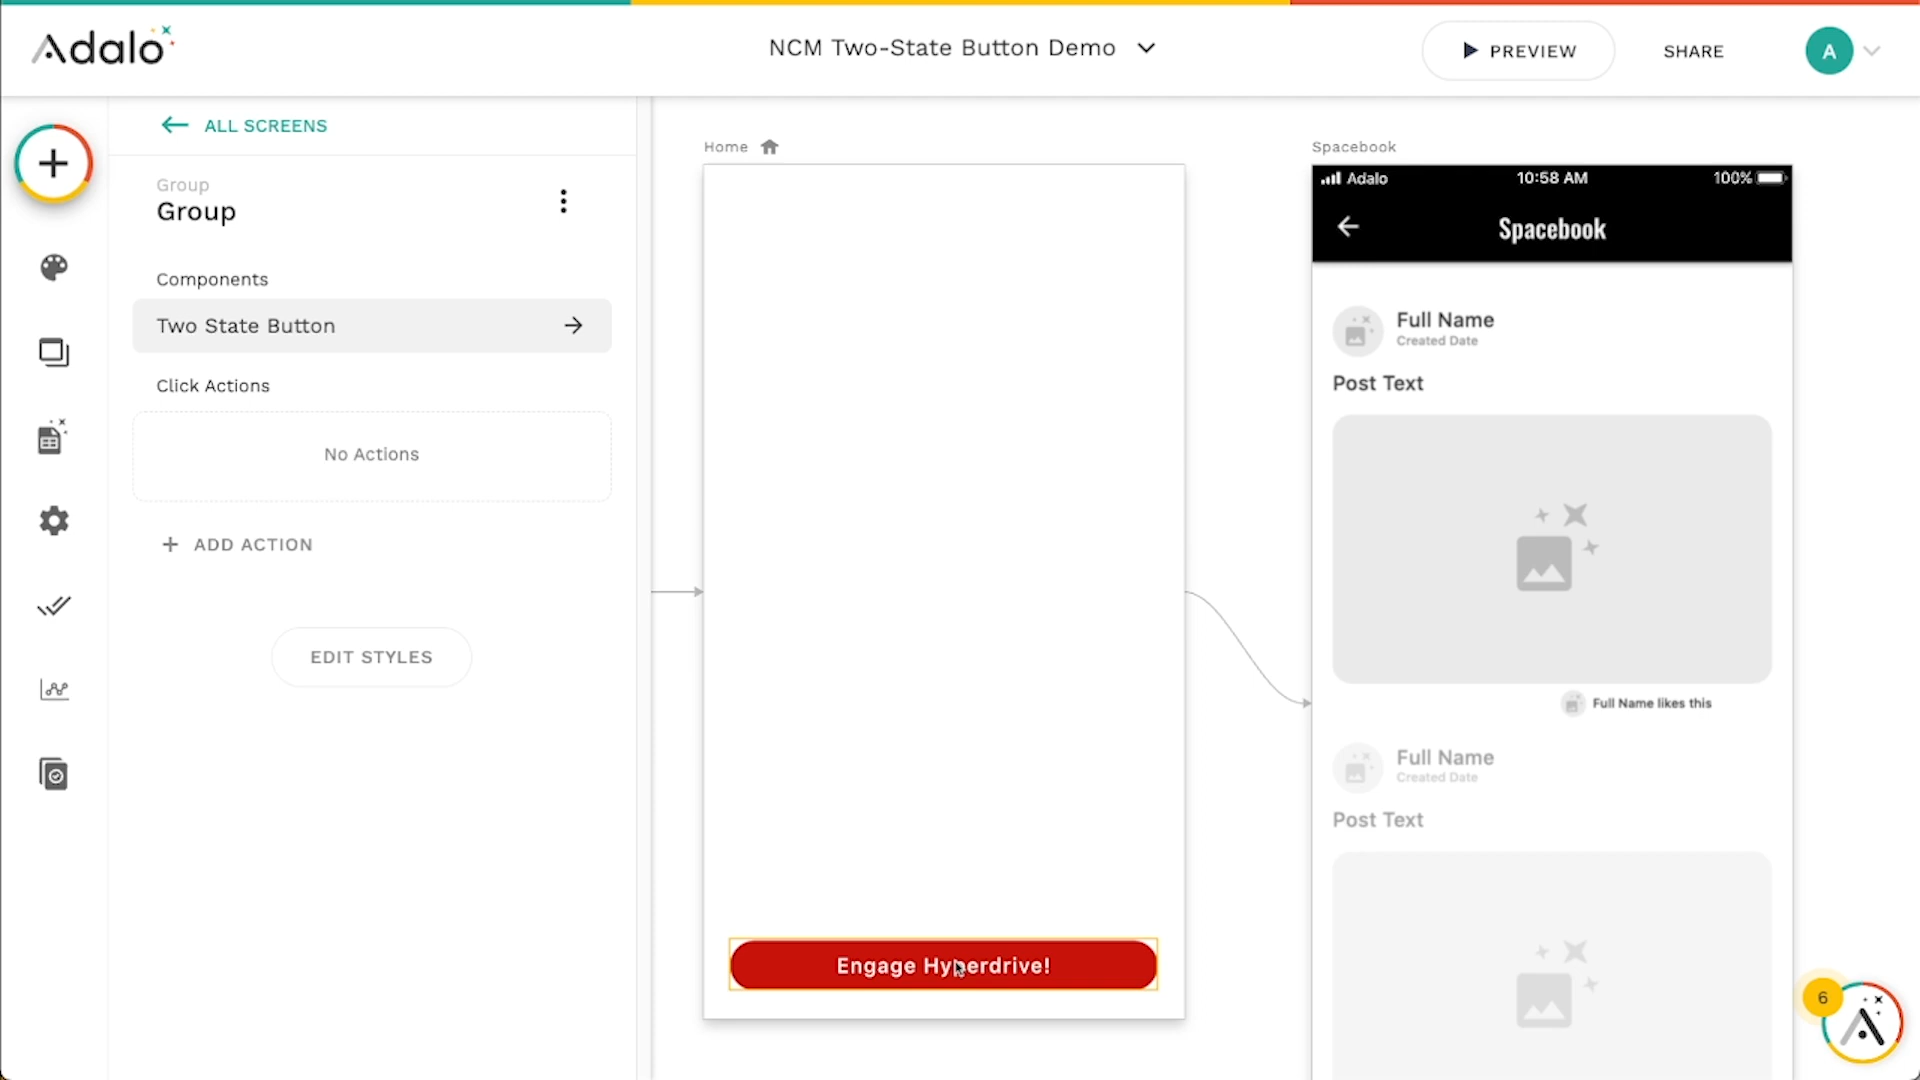 Adalo
NCM Two-State Button Demo
PREVIEW
SHARE
A
ALL SCREENS
Group
Group
Components
Two State Button
Click Actions
No Actions
ADD ACTION
EDIT STYLES
Home
Engage Hyperdrive!
Spacebook
Adalo
10:58 AM
100%
Spacebook
Full Name
Created Date
Post Text
Full Name likes this
Full Name
Created Date
Post Text
6